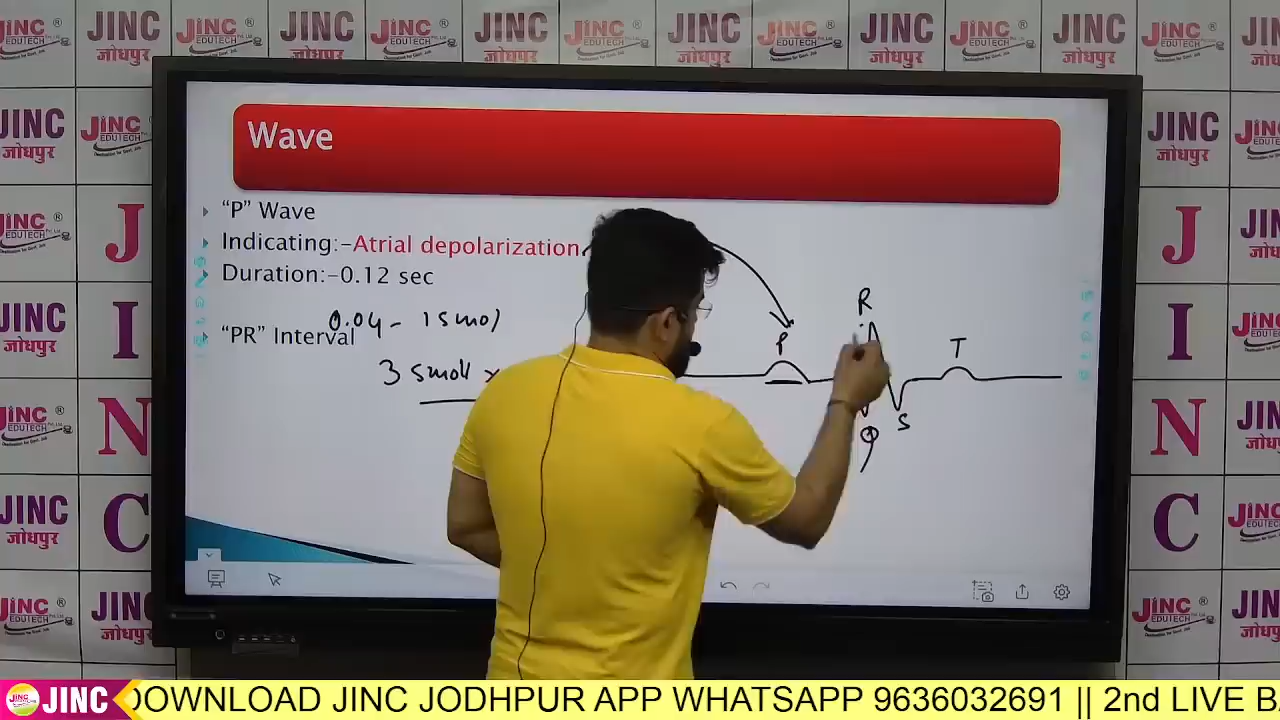 Wave
"P" Wave
Indicating:-Atrial depolarization
Duration:-0.12 sec
0.04 - 1 small
"PR" Interval
3 small ×
P
R
Q
S
T
JINC
जोधपुर
JINC
EDUTECH
J
I
N
C
JINC DOWNLOAD JINC JODHPUR APP WHATSAPP 9636032691 || 2nd LIVE BA